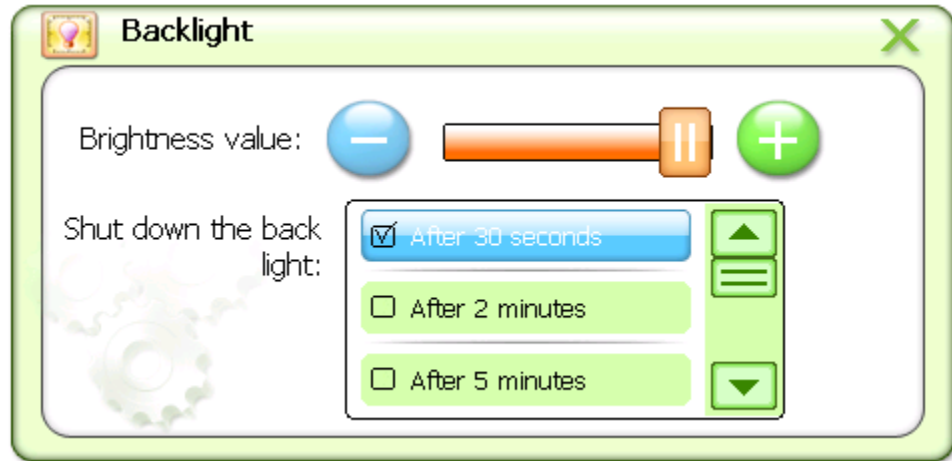 Backlight
Brightness value:
Shut down the back
light:
After 30 seconds
After 2 minutes
After 5 minutes